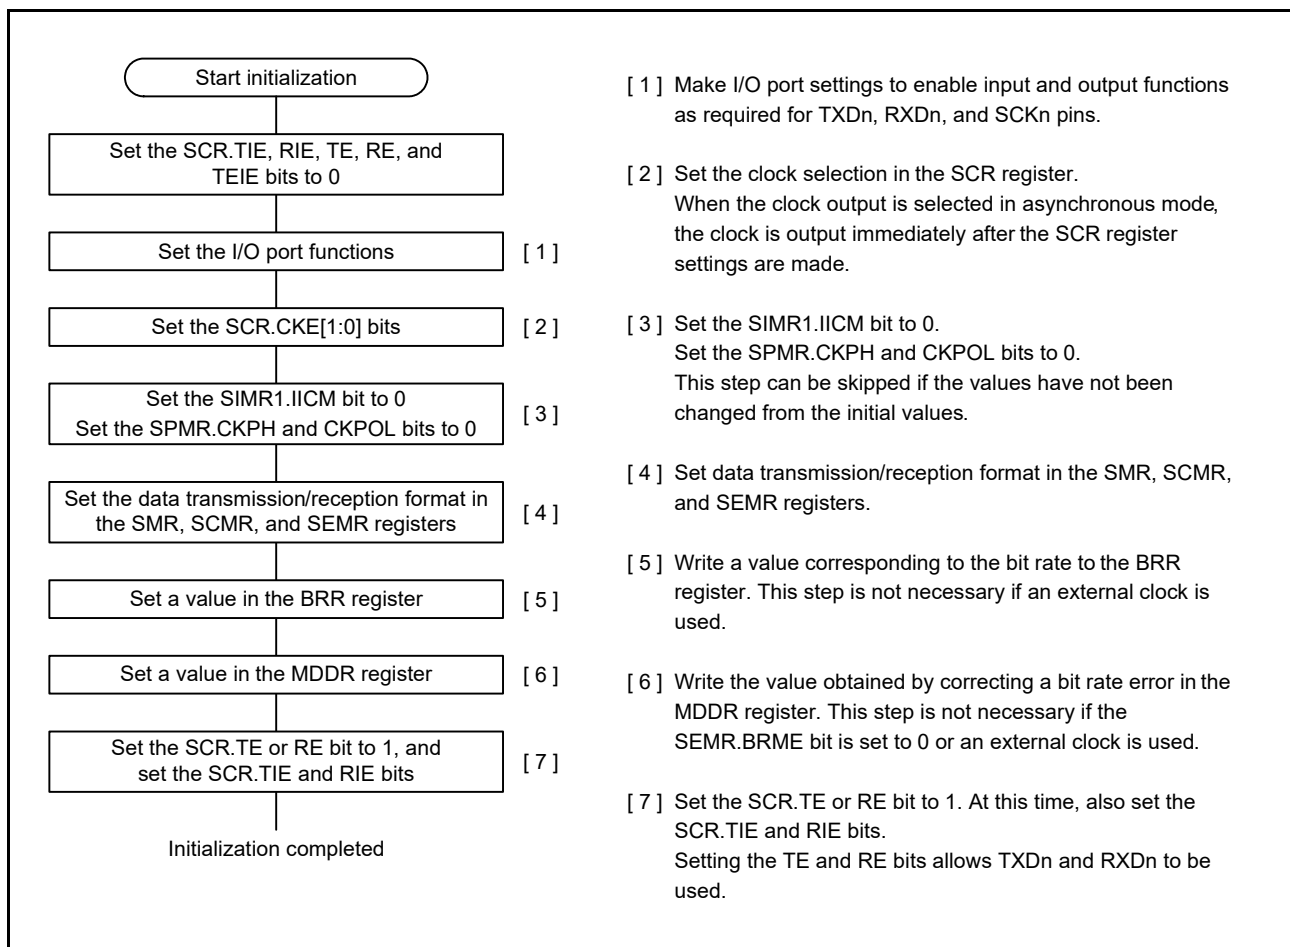 Start initialization
Set the SCR.TIE, RIE, TE, RE, and
TEIE bits to 0
Set the I/O port functions
[ 1 ]
Set the SCR.CKE[1:0] bits
[ 2 ]
Set the SIMR1.IICM bit to 0
Set the SPMR.CKPH and CKPOL bits to 0
[ 3 ]
Set the data transmission/reception format in
the SMR, SCMR, and SEMR registers
[ 4 ]
Set a value in the BRR register
[ 5 ]
Set a value in the MDDR register
[ 6 ]
Set the SCR.TE or RE bit to 1, and
set the SCR.TIE and RIE bits
[ 7 ]
Initialization completed
[ 1 ] Make I/O port settings to enable input and output functions
as required for TXDn, RXDn, and SCKn pins.
[ 2 ] Set the clock selection in the SCR register.
When the clock output is selected in asynchronous mode,
the clock is output immediately after the SCR register
settings are made.
[ 3 ] Set the SIMR1.IICM bit to 0.
Set the SPMR.CKPH and CKPOL bits to 0.
This step can be skipped if the values have not been
changed from the initial values.
[ 4 ] Set data transmission/reception format in the SMR, SCMR,
and SEMR registers.
[ 5 ] Write a value corresponding to the bit rate to the BRR
register. This step is not necessary if an external clock is
used.
[ 6 ] Write the value obtained by correcting a bit rate error in the
MDDR register. This step is not necessary if the
SEMR.BRME bit is set to 0 or an external clock is used.
[ 7 ] Set the SCR.TE or RE bit to 1. At this time, also set the
SCR.TIE and RIE bits.
Setting the TE and RE bits allows TXDn and RXDn to be
used.